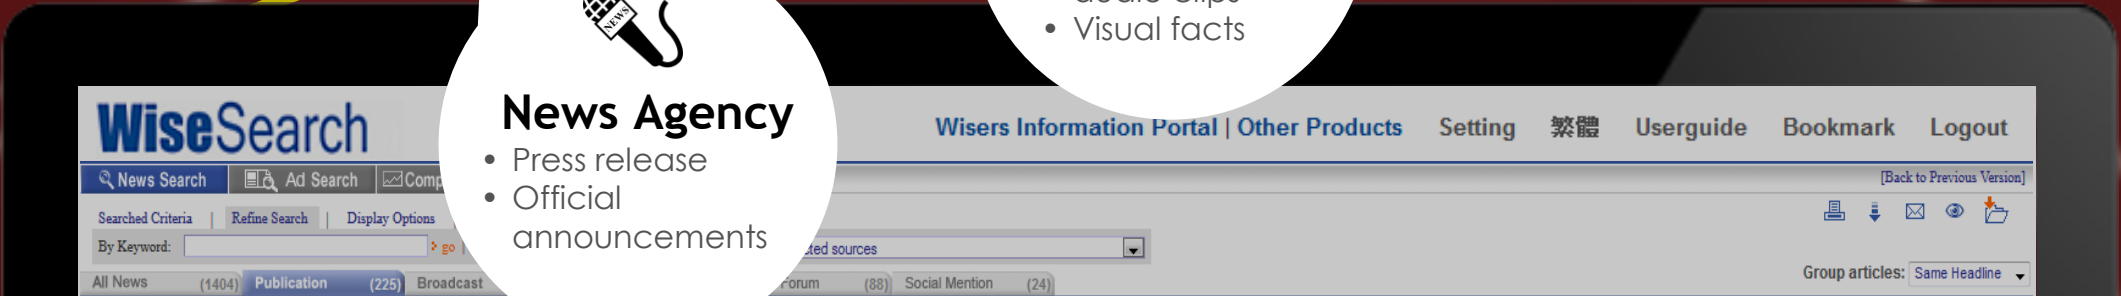 • Visual facts
NEWS
News Agency
• Press release
• Official
announcements
WiseSearch
Wisers Information Portal | Other Products Setting 繁體 Userguide Bookmark Logout
News Search Ad Search
[Back to Previous Version]
Searched Criteria | Refine Search | Display Options
By Keyword: go
sources
All News (1404) Publication (225) Broadcast Forum (88) Social Mention (24)
Group articles: Same Headline